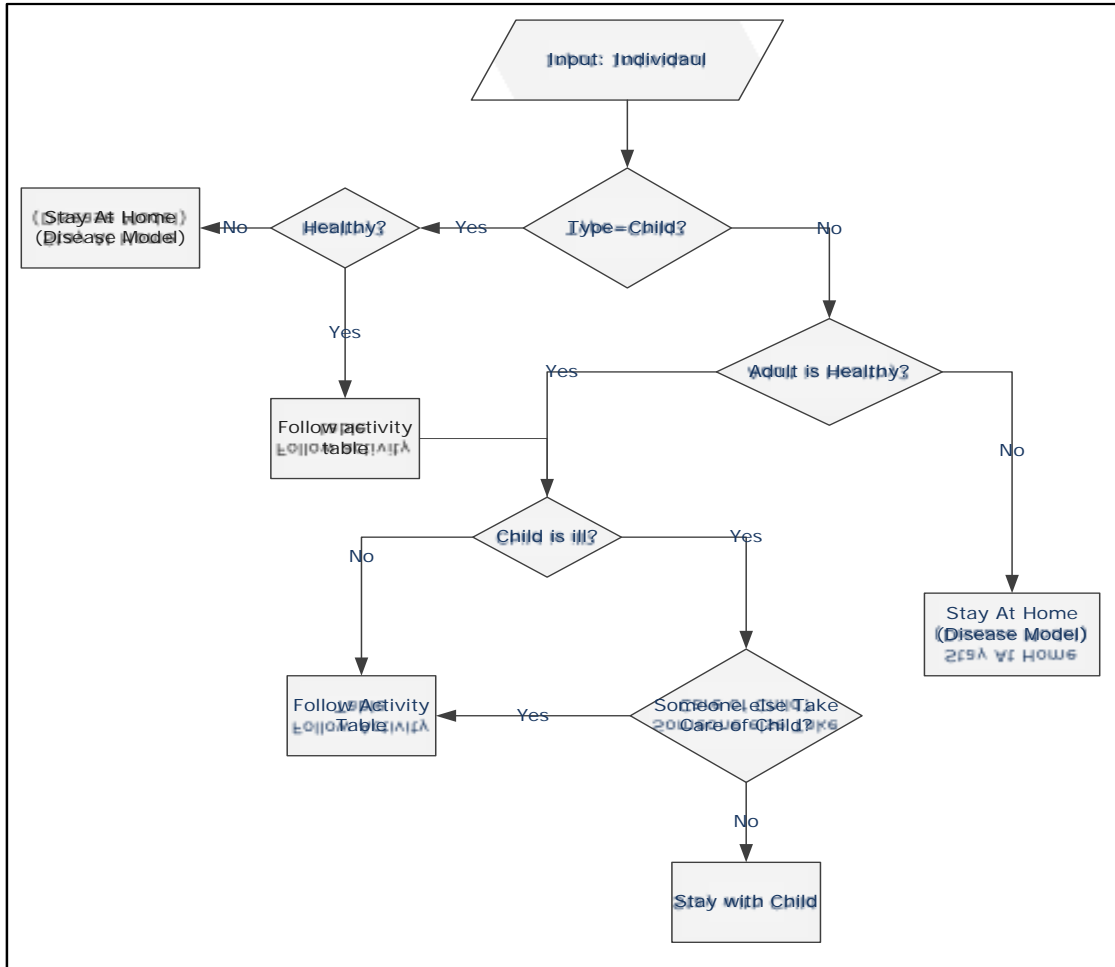 Input: Individaul
Type=Child?
Yes
No
Healthy?
No
Stay At Home
(Disease Model)
Yes
Follow activity
table
Adult is Healthy?
Yes
No
Stay At Home
(Disease Model)
Child is ill?
No
Yes
Follow Activity
Table
Someone else Take
Care of Child?
Yes
No
Stay with Child